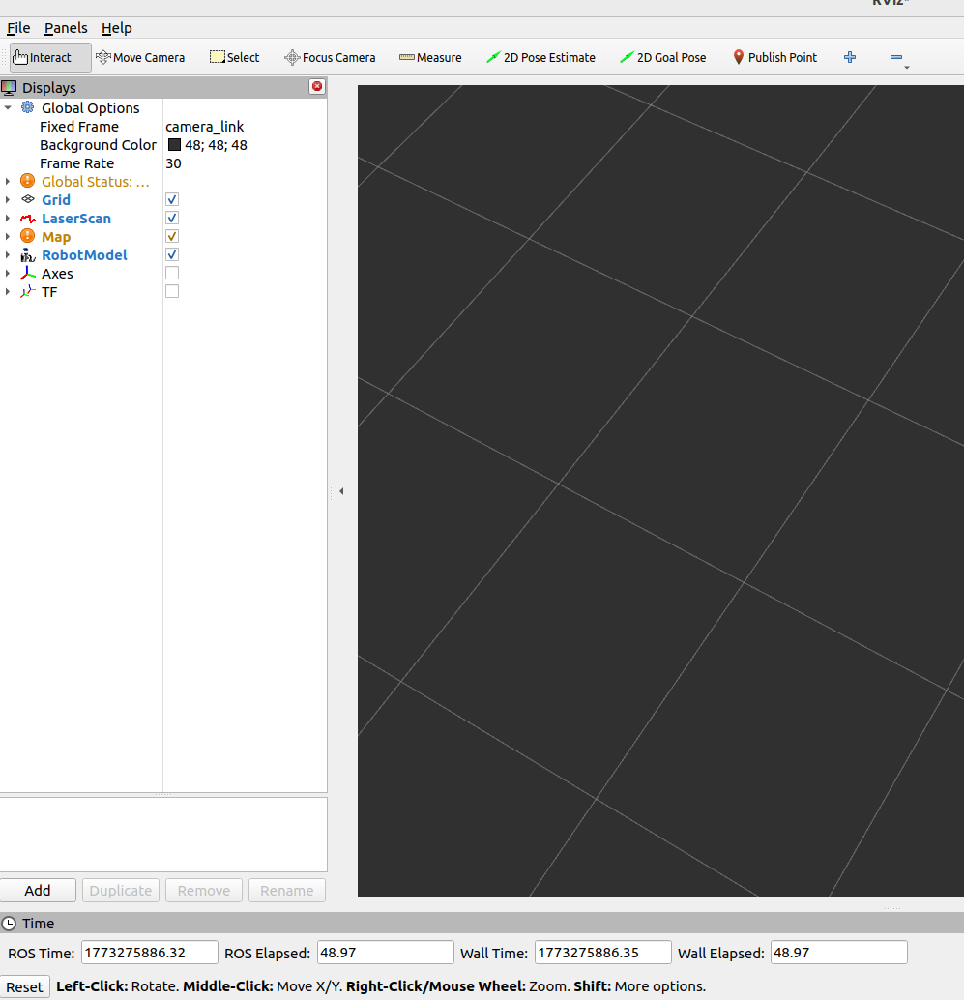 RViz*
File Panels Help
Interact Move Camera Select Focus Camera Measure 2D Pose Estimate 2D Goal Pose Publish Point
Displays
Global Options
Fixed Frame camera_link
Background Color 48; 48; 48
Frame Rate 30
Global Status: ...
Grid
LaserScan
Map
RobotModel
Axes
TF
Add Duplicate Remove Rename
Time
ROS Time: 1773275886.32 ROS Elapsed: 48.97 Wall Time: 1773275886.35 Wall Elapsed: 48.97
Reset Left-Click: Rotate. Middle-Click: Move X/Y. Right-Click/Mouse Wheel: Zoom. Shift: More options.